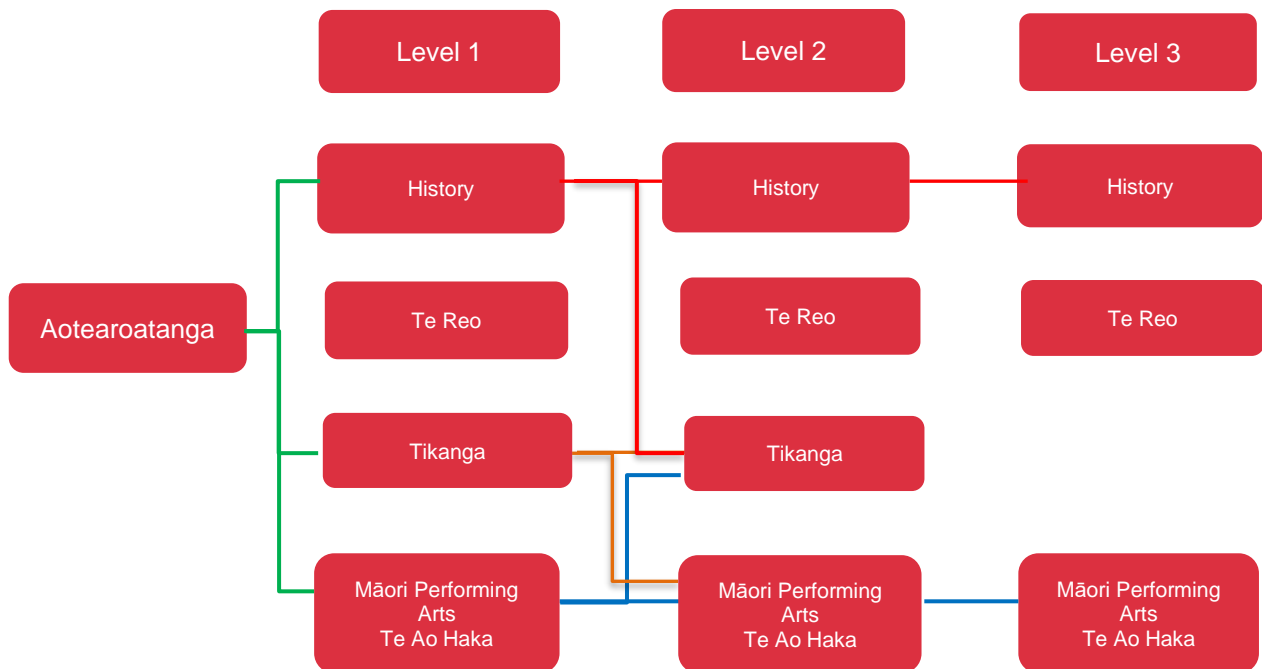 Level 1
Level 2
Level 3
History
History
History
Aotearoatanga
Te Reo
Te Reo
Te Reo
Tikanga
Tikanga
Māori Performing
Arts
Te Ao Haka
Māori Performing
Arts
Te Ao Haka
Māori Performing
Arts
Te Ao Haka